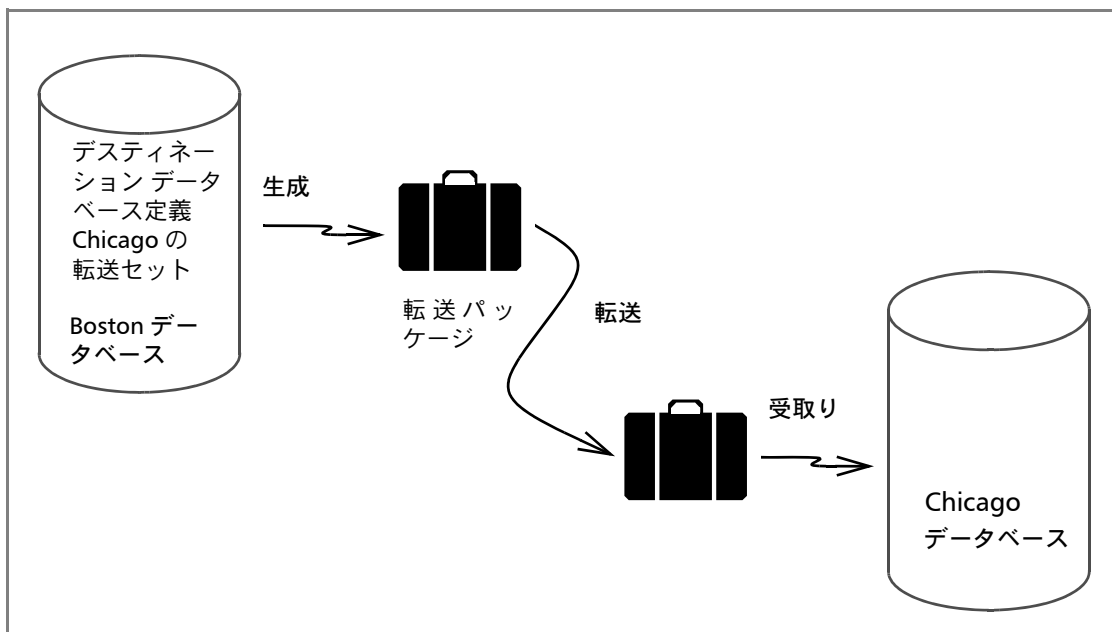 デスティネー
ション データ
ベース定義
Chicago の
転送セット
Boston デー
タベース
生成
転 送 パ ッ
ケージ
転送
受取り
Chicago
データベース